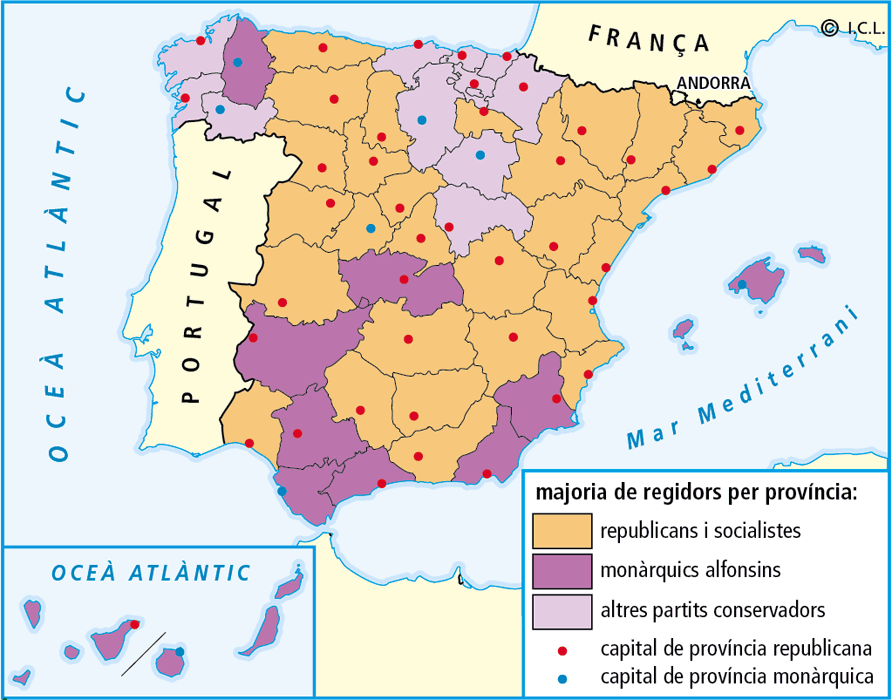 © I.C.L.
FRANÇA
ANDORRA
OCEÀ ATLÀNTIC
PORTUGAL
Mar Mediterrani
majoria de regidors per província:
republicans i socialistes
monàrquics alfonsins
altres partits conservadors
capital de província republicana
capital de província monàrquica
OCEÀ ATLÀNTIC